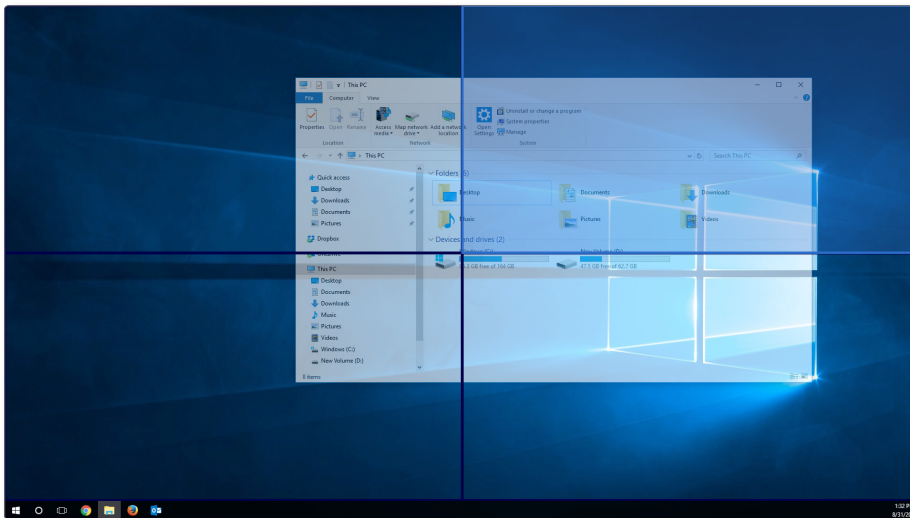 This PC
File Computer View
Properties Open Rename Access media Map network drive Add a network location Open Settings Uninstall or change a program
System properties
Manage
Location Network System
This PC Search This PC
Quick access
Desktop
Downloads
Documents
Pictures
Dropbox
This PC
Desktop
Documents
Downloads
Music
Pictures
Videos
Windows (C:)
New Volume (D:)
Folders (6)
Desktop Documents Downloads
Music Pictures Videos
Devices and drives (2)
GB free of 194 GB 47.5 GB free of 62.7 GB
8 items
1:32 P
8/31/20